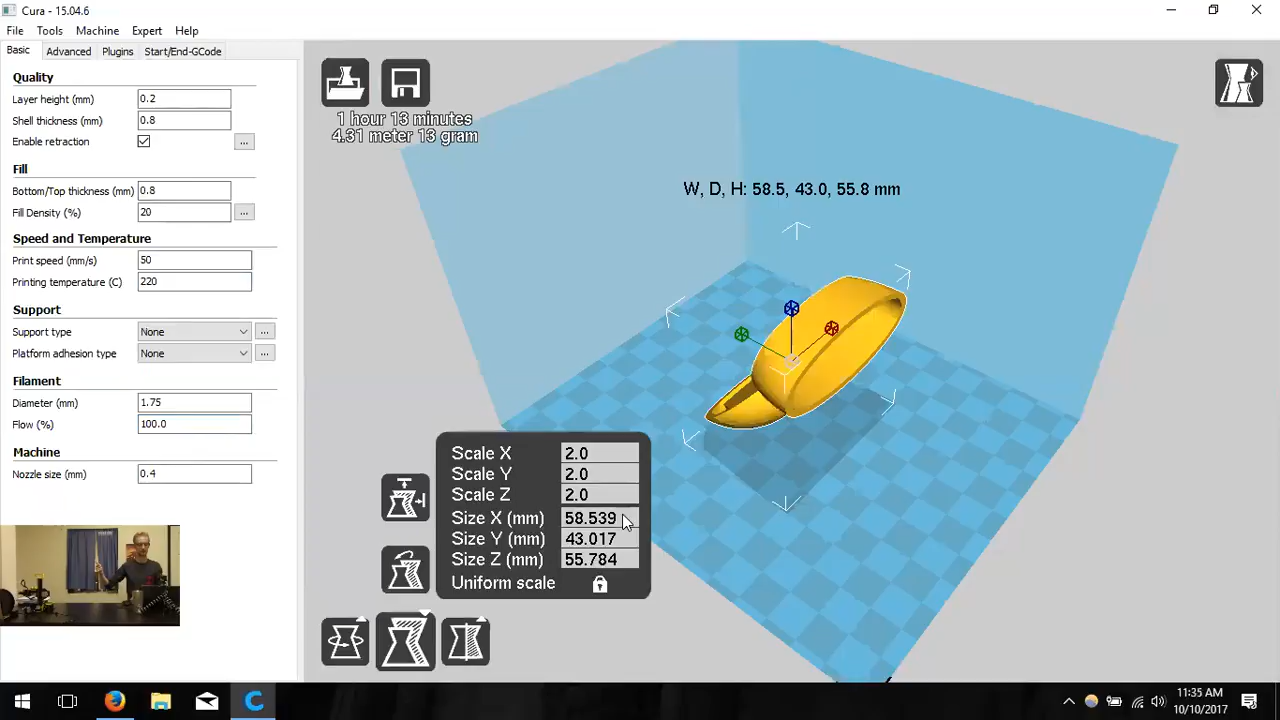 Cura - 15.04.6
File Tools Machine Expert Help
Basic Advanced Plugins Start/End-GCode
Quality
Layer height (mm) 0.2
Shell thickness (mm) 0.8
Enable retraction ...
Fill
Bottom/Top thickness (mm) 0.8
Fill Density (%) 20 ...
Speed and Temperature
Print speed (mm/s) 50
Printing temperature (C) 220
Support
Support type None ...
Platform adhesion type None ...
Filament
Diameter (mm) 1.75
Flow (%) 100.0
Machine
Nozzle size (mm) 0.4
1 hour 13 minutes
4.31 meter 13 gram
W, D, H: 58.5, 43.0, 55.8 mm
Scale X 2.0
Scale Y 2.0
Scale Z 2.0
Size X (mm) 58.539
Size Y (mm) 43.017
Size Z (mm) 55.784
Uniform scale
11:35 AM
10/10/2017